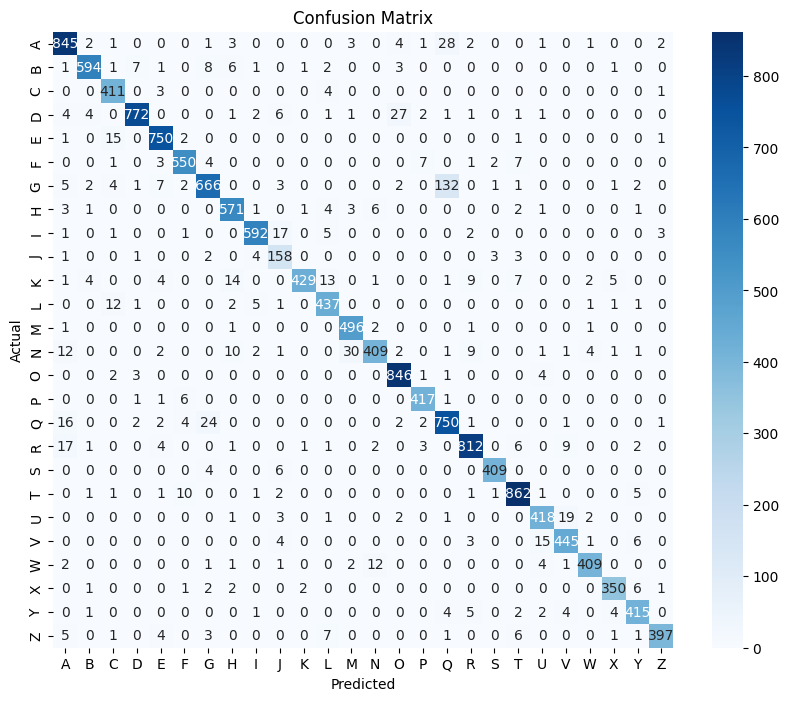 Confusion Matrix
A 845 2 1 0 0 0 1 3 0 0 0 0 3 0 4 1 28 2 0 0 1 0 1 0 0 2
B 1 594 1 7 1 0 8 6 1 0 1 2 0 0 3 0 0 0 0 0 0 0 0 1 0 0
C 0 0 411 0 3 0 0 0 0 0 0 4 0 0 0 0 0 0 0 0 0 0 0 0 0 1
D 4 4 0 772 0 0 0 1 2 6 0 1 1 0 27 2 1 1 0 1 1 0 0 0 0 0
E 1 0 15 0 750 2 0 0 0 0 0 0 0 0 0 0 0 0 0 1 0 0 0 0 0 1
F 0 0 1 0 3 550 4 0 0 0 0 0 0 0 0 7 0 1 2 7 0 0 0 0 0 0
G 5 2 4 1 7 2 666 0 0 3 0 0 0 0 2 0 132 0 1 1 0 0 0 1 2 0
H 3 1 0 0 0 0 0 571 1 0 1 4 3 6 0 0 0 0 0 2 1 0 0 0 1 0
I 1 0 1 0 0 1 0 0 592 17 0 5 0 0 0 0 0 2 0 0 0 0 0 0 0 3
J 1 0 0 1 0 0 2 0 4 158 0 0 0 0 0 0 0 0 3 3 0 0 0 0 0 0
K 1 4 0 0 4 0 0 14 0 0 429 13 0 1 0 0 1 9 0 7 0 0 2 5 0 0
L 0 0 12 1 0 0 0 2 5 1 0 437 0 0 0 0 0 0 0 0 0 0 1 1 1 0
M 1 0 0 0 0 0 0 1 0 0 0 0 496 2 0 0 0 1 0 0 0 0 1 0 0 0
N 12 0 0 0 2 0 0 10 2 1 0 0 30 409 2 0 1 9 0 0 1 1 4 1 1 0
O 0 0 2 3 0 0 0 0 0 0 0 0 0 0 846 1 1 0 0 0 4 0 0 0 0 0
P 0 0 0 1 1 6 0 0 0 0 0 0 0 0 0 417 1 0 0 0 0 0 0 0 0 0
Q 16 0 0 2 2 4 24 0 0 0 0 0 0 0 2 2 750 1 0 0 0 1 0 0 0 1
R 17 1 0 0 4 0 0 1 0 0 1 1 0 2 0 3 0 812 0 6 0 9 0 0 2 0
S 0 0 0 0 0 0 4 0 0 6 0 0 0 0 0 0 0 0 409 0 0 0 0 0 0 0
T 0 1 1 0 1 10 0 0 1 2 0 0 0 0 0 0 0 1 1 862 1 0 0 0 5 0
U 0 0 0 0 0 0 0 1 0 3 0 1 0 0 2 0 1 0 0 0 418 19 2 0 0 0
V 0 0 0 0 0 0 0 0 0 4 0 0 0 0 0 0 0 3 0 0 15 445 1 0 6 0
W 2 0 0 0 0 0 1 1 0 1 0 0 2 12 0 0 0 0 0 0 4 1 409 0 0 0
X 0 1 0 0 0 1 2 2 0 0 2 0 0 0 0 0 0 0 0 0 0 0 0 350 6 1
Y 0 1 0 0 0 0 0 0 1 0 0 0 0 0 0 0 4 5 0 2 2 4 0 4 415 0
Z 5 0 1 0 4 0 3 0 0 0 0 7 0 0 0 0 1 0 0 6 0 0 0 1 1 397
A B C D E F G H I J K L M N O P Q R S T U V W X Y Z
Predicted
Actual
800
700
600
500
400
300
200
100
0